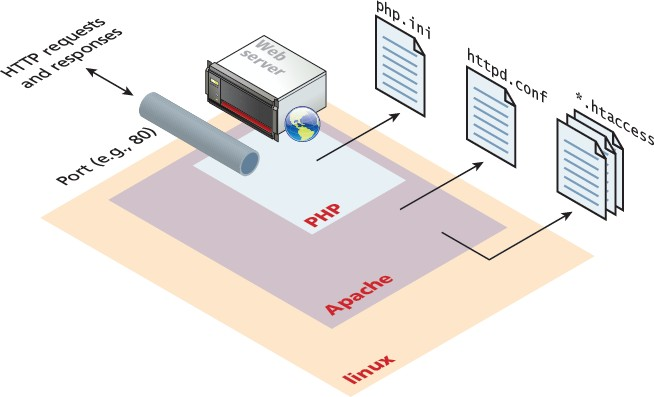 HTTP requests
and responses
Web
server
php.ini
httpd.conf
*.htaccess
Port (e.g., 80)
PHP
Apache
linux